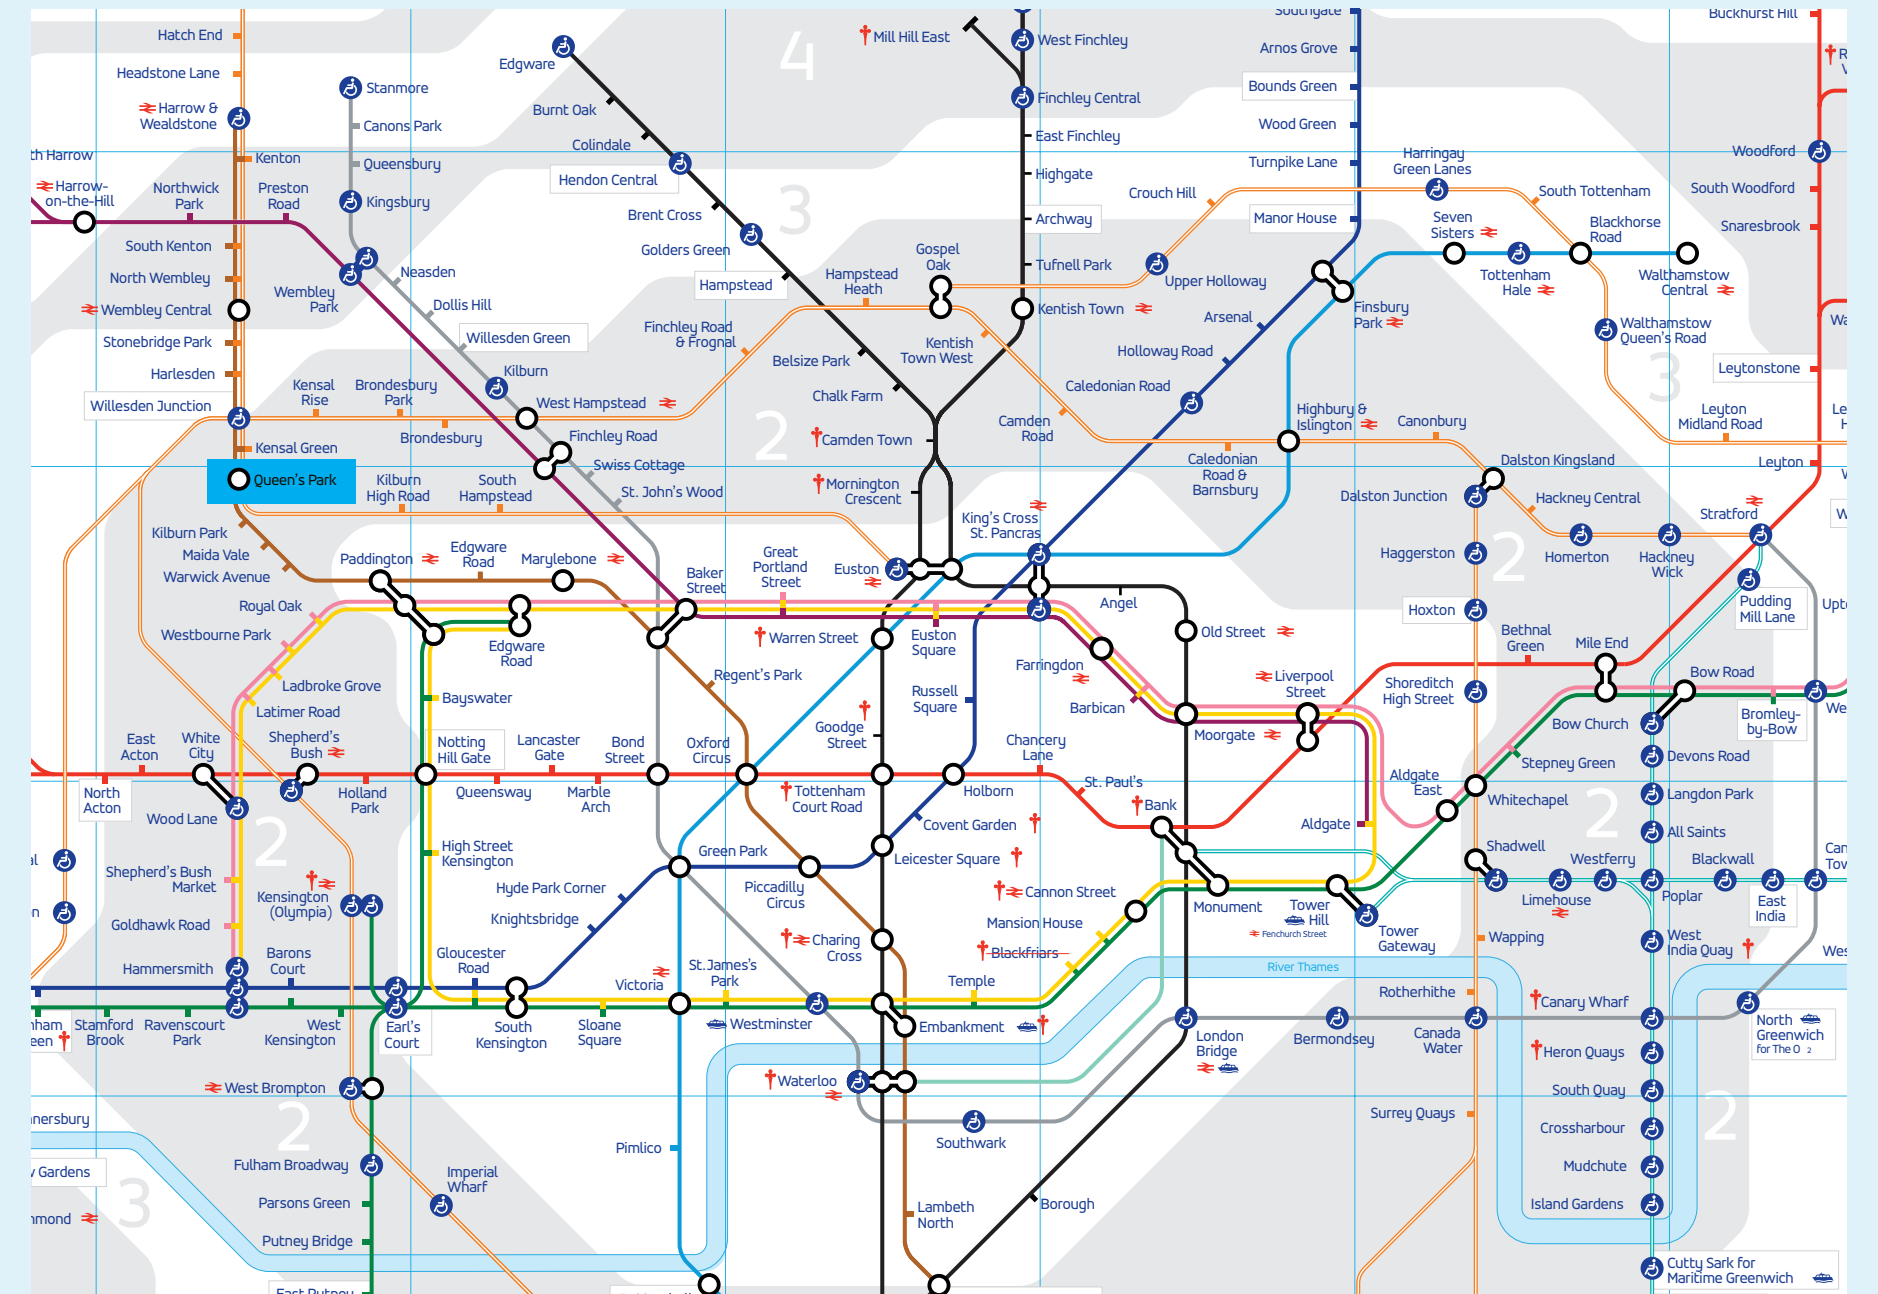 Hatch End
Headstone Lane
Harrow &
Wealdstone
Kenton
th Harrow
Harrow-
on-the-Hill
Northwick
Park
Preston
Road
South Kenton
North Wembley
Wembley Central
Stonebridge Park
Harlesden
Willesden Junction
Kensal Green
Queen's Park
Stanmore
Canons Park
Queensbury
Kingsbury
Wembley
Park
Neasden
Dollis Hill
Willesden Green
Kilburn
West Hampstead
Finchley Road
Swiss Cottage
St. John's Wood
Kensal
Rise
Brondesbury
Park
Brondesbury
Kilburn
High Road
South
Hampstead
Edgware
Burnt Oak
Colindale
Hendon Central
Brent Cross
Golders Green
Hampstead
Belsize Park
Chalk Farm
Camden Town
Mornington
Crescent
Hampstead
Heath
Finchley Road
& Frognal
Gospel
Oak
Kentish
Town West
Camden
Road
4
3
2
Mill Hill East
West Finchley
Finchley Central
East Finchley
Highgate
Archway
Tufnell Park
Kentish Town
Southgate
Arnos Grove
Bounds Green
Wood Green
Turnpike Lane
Manor House
Crouch Hill
Upper Holloway
Harringay
Green Lanes
South Tottenham
Seven
Sisters
Tottenham
Hale
Blackhorse
Road
Walthamstow
Central
Walthamstow
Queen's Road
Finsbury
Park
Arsenal
Holloway Road
Caledonian Road
Highbury &
Islington
Canonbury
Caledonian
Road &
Barnsbury
3
Leyton
Midland Road
Buckhurst Hill
Woodford
South Woodford
Snaresbrook
Leytonstone
Leyton
Stratford
Dalston Kingsland
Dalston Junction
Hackney Central
Homerton
Hackney
Wick
Pudding
Mill Lane
2
Haggerston
Hoxton
Shoreditch
High Street
Bethnal
Green
Mile End
Bow Road
Bow Church
Bromley-
by-Bow
Devons Road
Langdon Park
All Saints
Stepney Green
Whitechapel
Aldgate
East
2
Kilburn Park
Maida Vale
Warwick Avenue
Royal Oak
Westbourne Park
Ladbroke Grove
Latimer Road
Paddington
Edgware
Road
Marylebone
Edgware
Road
Baker
Street
Great
Portland
Street
Euston
King's Cross
St. Pancras
Angel
Old Street
Warren Street
Euston
Square
Farringdon
Barbican
Russell
Square
Regent's Park
Goodge
Street
Liverpool
Street
Moorgate
Bayswater
Notting
Hill Gate
East
Acton
North
Acton
White
City
Shepherd's
Bush
Wood Lane
Holland
Park
Queensway
Lancaster
Gate
Marble
Arch
Bond
Street
Oxford
Circus
Tottenham
Court Road
Holborn
Chancery
Lane
St. Paul's
Bank
Covent Garden
Leicester Square
Cannon Street
Mansion House
Blackfriars
Temple
Monument
Tower
Hill
Fenchurch Street
Tower
Gateway
Aldgate
Shadwell
Limehouse
Westferry
Poplar
Blackwall
East
India
West
India Quay
Canary Wharf
Heron Quays
South Quay
Crossharbour
Mudchute
Island Gardens
Cutty Sark for
Maritime Greenwich
North
Greenwich
for The O 2
Wapping
Rotherhithe
Canada
Water
Surrey Quays
Bermondsey
London
Bridge
River Thames
Shepherd's Bush
Market
Goldhawk Road
Hammersmith
2
Kensington
(Olympia)
High Street
Kensington
Barons
Court
Gloucester
Road
Hyde Park Corner
Knightsbridge
Green Park
Piccadilly
Circus
Charing
Cross
Victoria
St. James's
Park
Westminster
Embankment
Stamford
Brook
Ravenscourt
Park
West
Kensington
Earl's
Court
South
Kensington
Sloane
Square
West Brompton
Waterloo
Southwark
Pimlico
Lambeth
North
Borough
2
3
Fulham Broadway
Parsons Green
Putney Bridge
East Putney
Imperial
Wharf
2